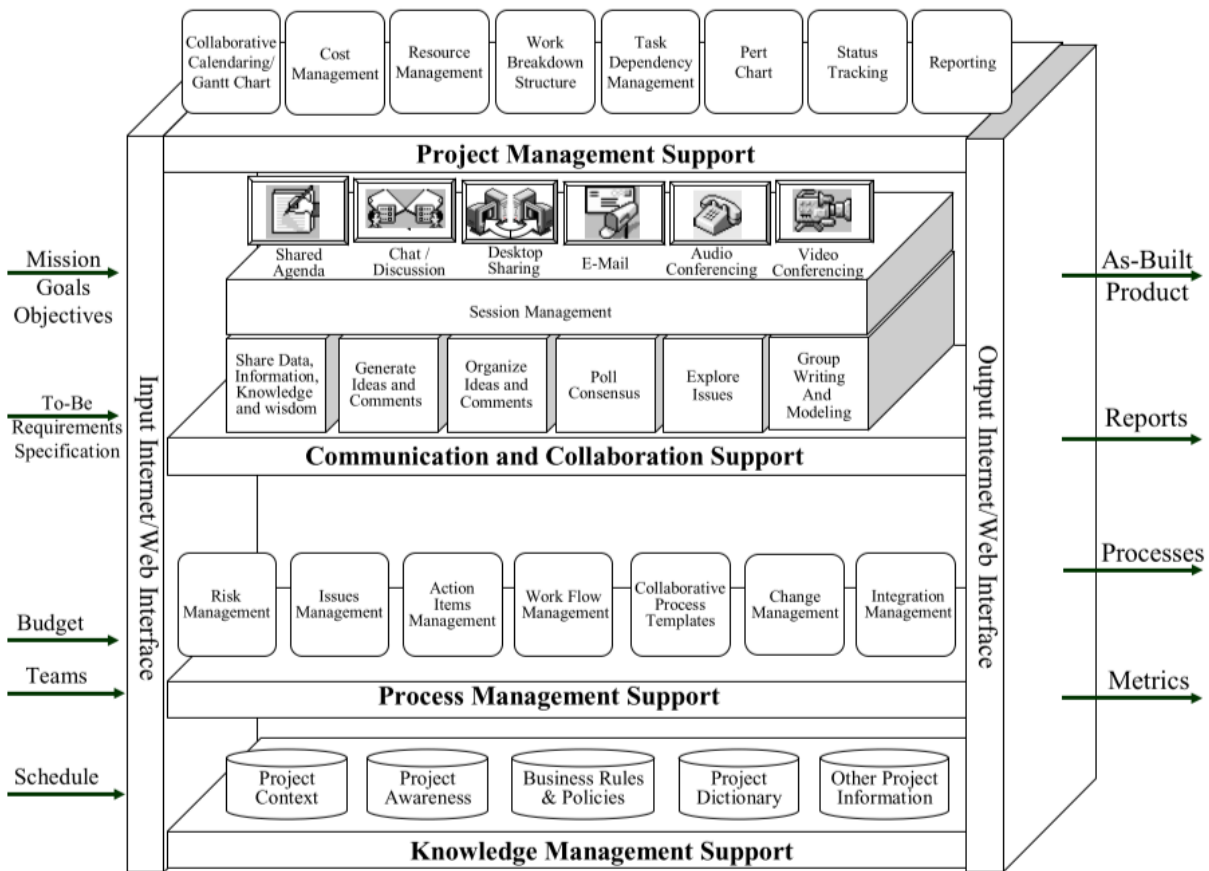 Collaborative
Calendaring/
Gantt Chart
Cost
Management
Resource
Management
Work
Breakdown
Structure
Task
Dependency
Management
Pert
Chart
Status
Tracking
Reporting
Project Management Support
Shared
Agenda
Chat /
Discussion
Desktop
Sharing
E-Mail
Audio
Conferencing
Video
Conferencing
Session Management
Share Data,
Information,
Knowledge
and wisdom
Generate
Ideas and
Comments
Organize
Ideas and
Comments
Poll
Consensus
Explore
Issues
Group
Writing
And
Modeling
Communication and Collaboration Support
Risk
Management
Issues
Management
Action
Items
Management
Work Flow
Management
Collaborative
Process
Templates
Change
Management
Integration
Management
Process Management Support
Project
Context
Project
Awareness
Business Rules
& Policies
Project
Dictionary
Other Project
Information
Knowledge Management Support
Mission
Goals
Objectives
To-Be
Requirements
Specification
Budget
Teams
Schedule
Input Internet/Web Interface
Output Internet/Web Interface
As-Built
Product
Reports
Processes
Metrics